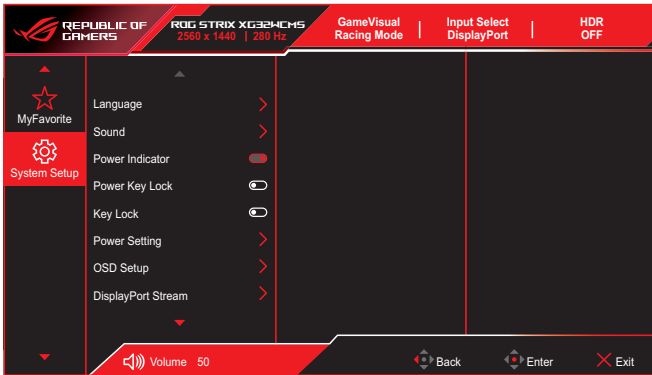 REPUBLIC OF
GAMERS
ROG STRIX XG32WCMS
2560 x 1440 | 280 Hz
GameVisual
Racing Mode
Input Select
DisplayPort
HDR
OFF
MyFavorite
System Setup
Language
Sound
Power Indicator
Power Key Lock
Key Lock
Power Setting
OSD Setup
DisplayPort Stream
Volume 50
Back
Enter
Exit